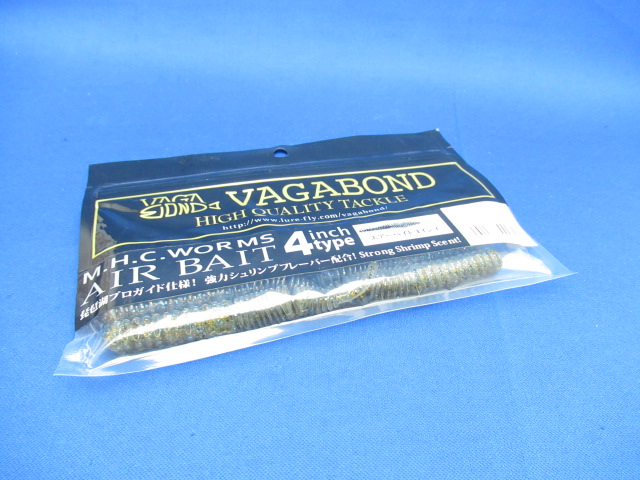 VAGA
BOND
VAGABOND
HIGH QUALITY TACKLE
http://www.lure-fly.com/vagabond/
M.H.C.WORMS
AIR BAIT
4 inch type
琵琶湖プロガイド仕様！ 強力シュリンプフレーバー配合！ Strong Shrimp Scent!